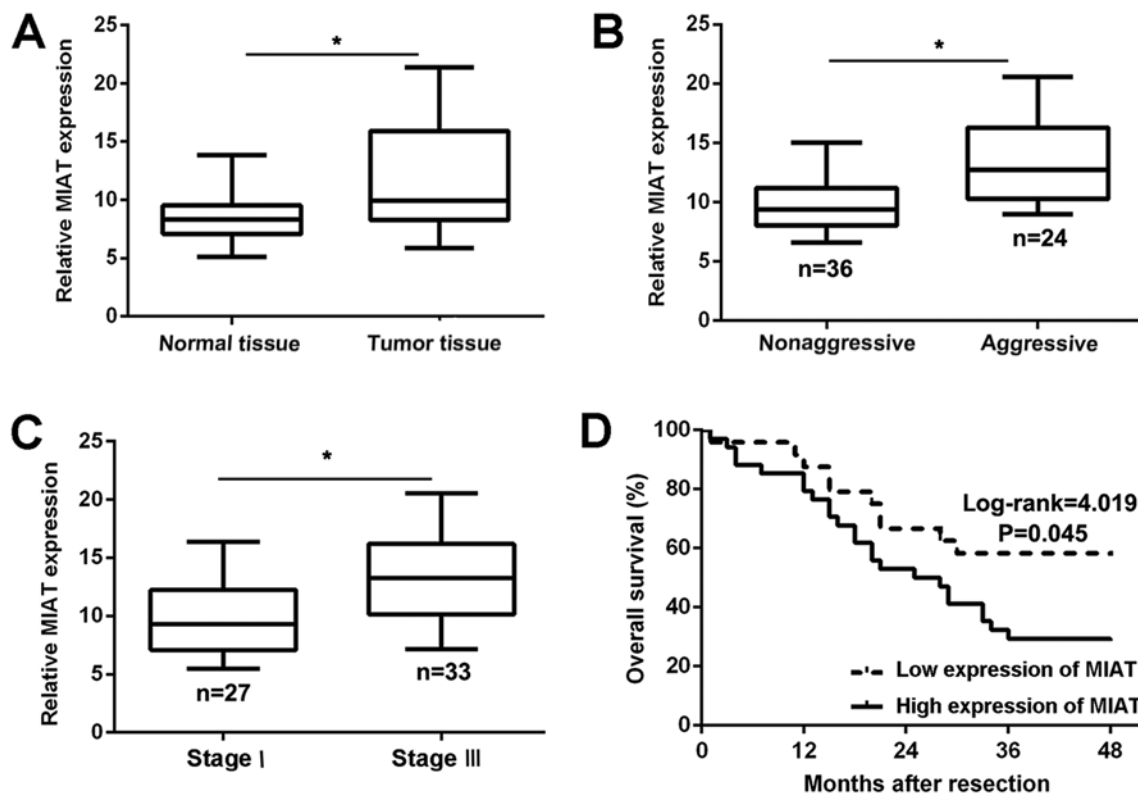 A
Relative MIAT expression
25
20
15
10
5
0
*
Normal tissue
Tumor tissue
B
Relative MIAT expression
25
20
15
10
5
0
*
n=36
n=24
Nonaggressive
Aggressive
C
Relative MIAT expression
25
20
15
10
5
0
*
n=27
n=33
Stage I
Stage III
D
Overall survival (%)
100
80
60
40
20
0
Log-rank=4.019
P=0.045
Low expression of MIAT
High expression of MIAT
0
12
24
36
48
Months after resection